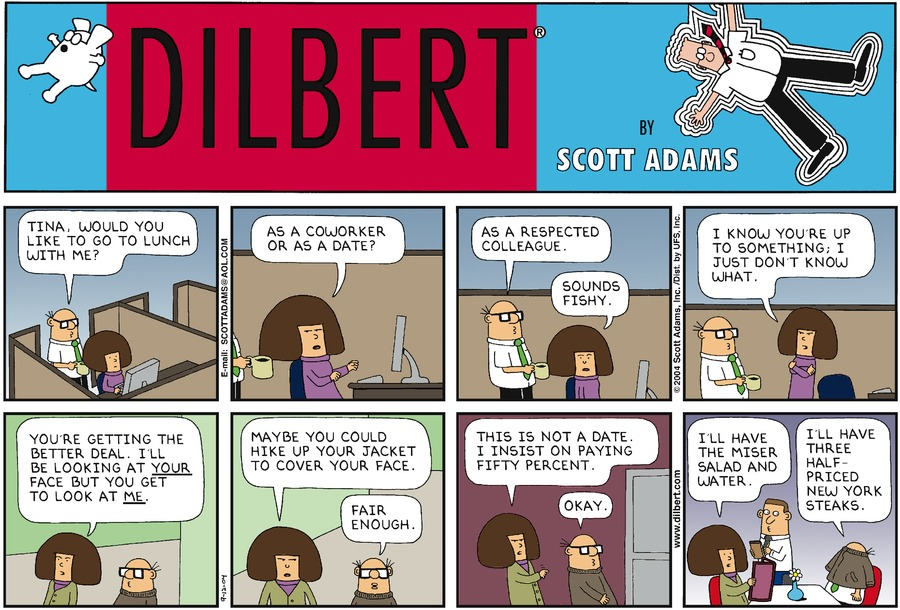 DILBERT®
BY
SCOTT ADAMS
TINA, WOULD YOU
LIKE TO GO TO LUNCH
WITH ME?
E-mail: SCOTTADAMS@AOL.COM
AS A COWORKER
OR AS A DATE?
AS A RESPECTED
COLLEAGUE.
SOUNDS
FISHY.
© 2004 Scott Adams, Inc./Dist. by UFS, Inc.
I KNOW YOU'RE UP
TO SOMETHING; I
JUST DON'T KNOW
WHAT.
YOU'RE GETTING THE
BETTER DEAL. I'LL
BE LOOKING AT YOUR
FACE BUT YOU GET
TO LOOK AT ME.
9-12-04
MAYBE YOU COULD
HIKE UP YOUR JACKET
TO COVER YOUR FACE.
FAIR
ENOUGH.
THIS IS NOT A DATE.
I INSIST ON PAYING
FIFTY PERCENT.
OKAY.
www.dilbert.com
I'LL HAVE
THE MISER
SALAD AND
WATER.
I'LL HAVE
THREE
HALF-
PRICED
NEW YORK
STEAKS.